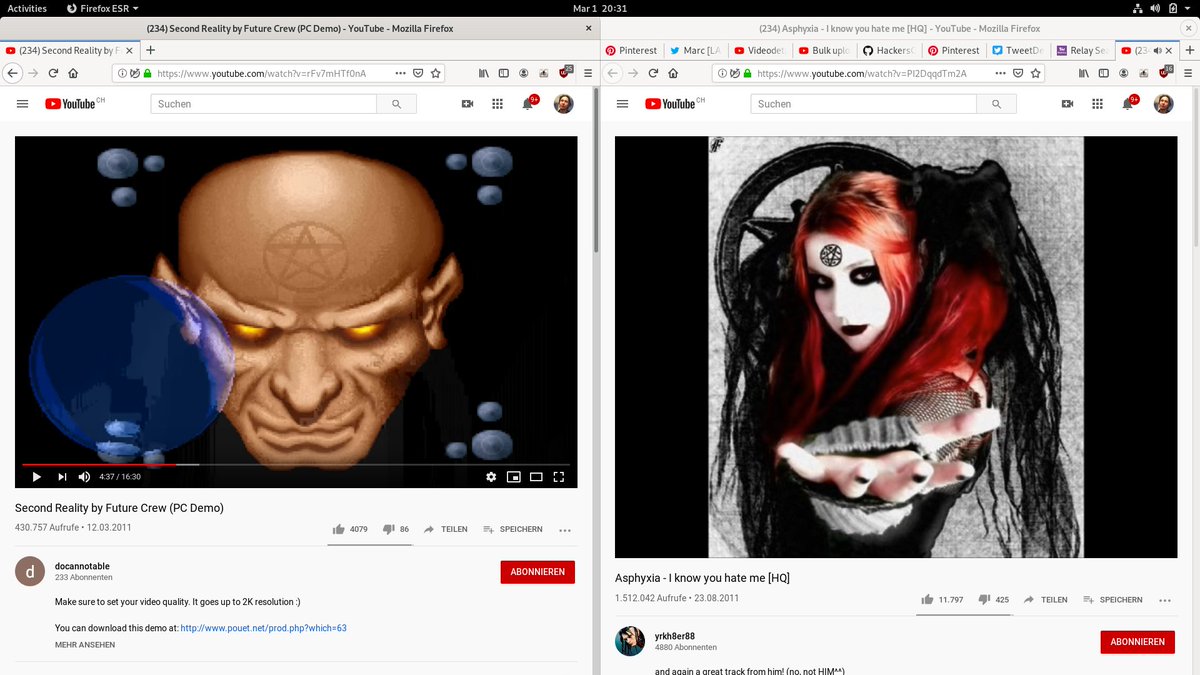 Activities Firefox ESR Mar 1 20:31
(234) Second Reality by Future Crew (PC Demo) - YouTube - Mozilla Firefox
(234) Second Reality by F
https://www.youtube.com/watch?v=rFv7mHTf0nA
YouTube CH
Suchen
9+
4:37 / 16:30
Second Reality by Future Crew (PC Demo)
430.757 Aufrufe • 12.03.2011
4079 86 TEILEN SPEICHERN
d
docannotable
233 Abonnenten
ABONNIEREN
Make sure to set your video quality. It goes up to 2K resolution :)
You can download this demo at: http://www.pouet.net/prod.php?which=63
MEHR ANSEHEN
(234) Asphyxia - I know you hate me [HQ] - YouTube - Mozilla Firefox
Pinterest Marc [LA Videodet Bulk uplo HackersC Pinterest TweetDe Relay Se (23
https://www.youtube.com/watch?v=PI2DqqdTm2A
YouTube CH
Suchen
9+
Asphyxia - I know you hate me [HQ]
1.512.042 Aufrufe • 23.08.2011
11.797 425 TEILEN SPEICHERN
yrkh8er88
4880 Abonnenten
ABONNIEREN
and again a great track from him! (no, not HIM^^)